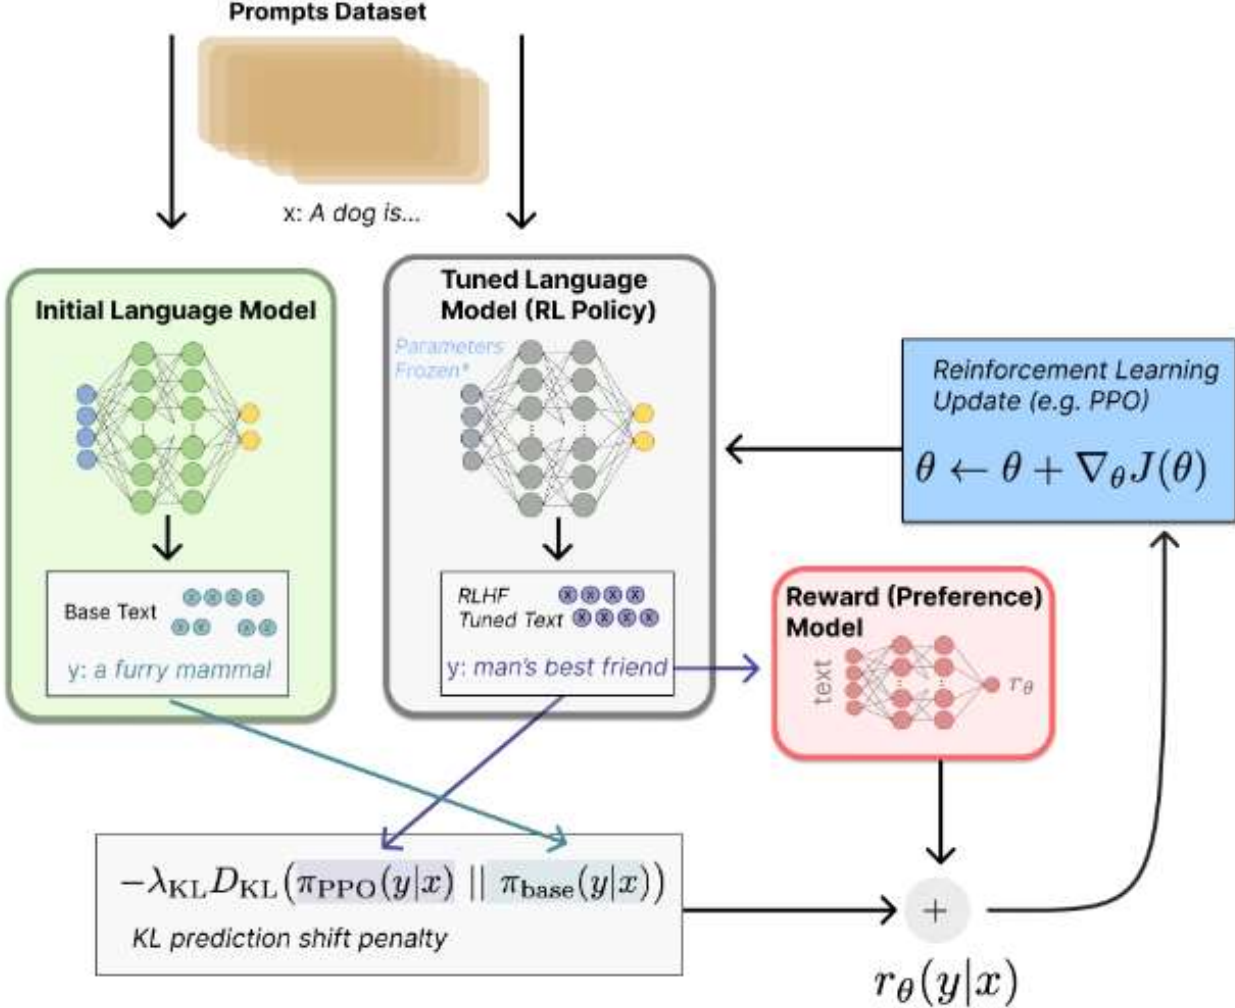 Prompts Dataset
x: A dog is...
Initial Language Model
Tuned Language
Model (RL Policy)
Parameters
Frozen*
Reinforcement Learning
Update (e.g. PPO)
θ ← θ + ∇θJ(θ)
Base Text
x x x x
x x x x
y: a furry mammal
RLHF
Tuned Text
x x x x
x x x x
y: man's best friend
Reward (Preference)
Model
text
rθ
−λKL DKL(πPPO(y|x) || πbase(y|x))
KL prediction shift penalty
+
rθ(y|x)